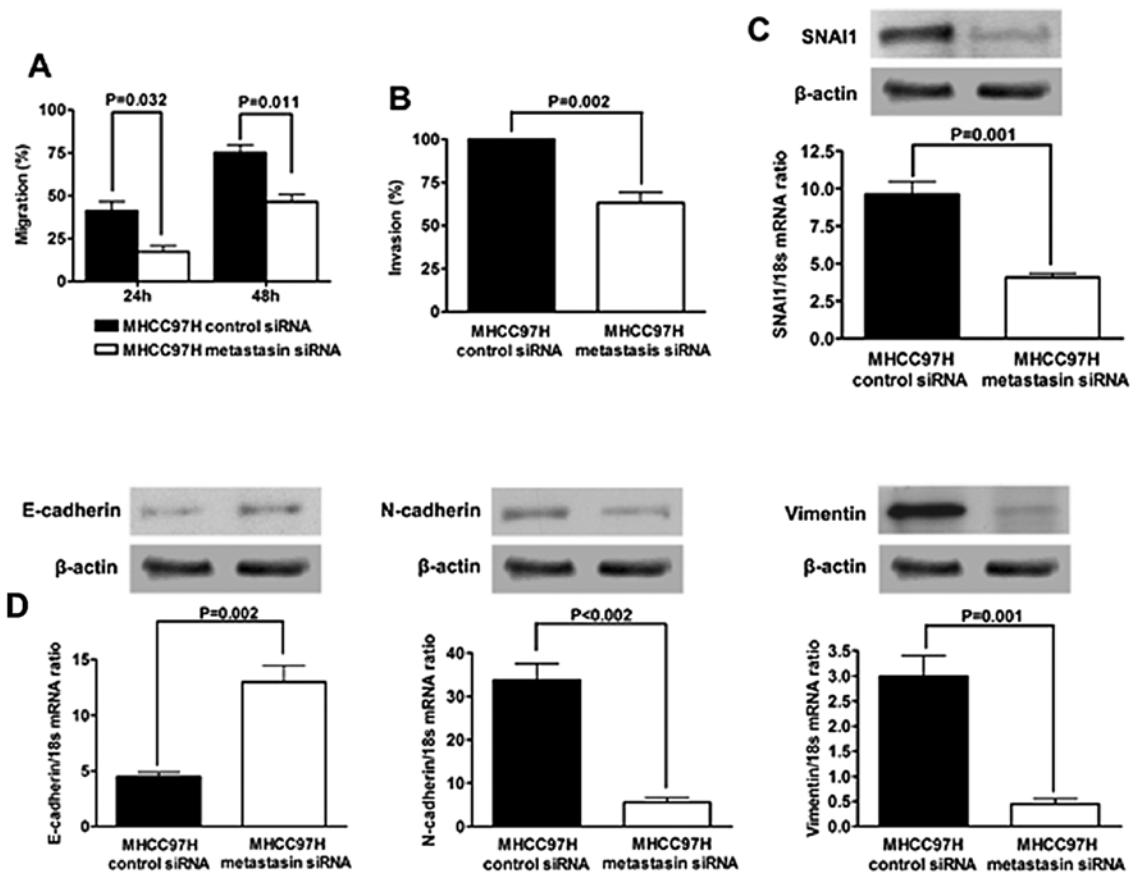 A
P=0.032
P=0.011
Migration (%)
100
75
50
25
0
24h
48h
MHCC97H control siRNA
MHCC97H metastasin siRNA
B
P=0.002
Invasion (%)
100
75
50
25
0
MHCC97H
control siRNA
MHCC97H
metastasis siRNA
C
SNAI1
β-actin
P=0.001
SNAI1/18s mRNA ratio
12.5
10.0
7.5
5.0
2.5
0.0
MHCC97H
control siRNA
MHCC97H
metastasin siRNA
D
E-cadherin
β-actin
P=0.002
E-cadherin/18s mRNA ratio
15
10
5
0
MHCC97H
control siRNA
MHCC97H
metastasin siRNA
N-cadherin
β-actin
P<0.002
N-cadherin/18s mRNA ratio
40
30
20
10
0
MHCC97H
control siRNA
MHCC97H
metastasin siRNA
Vimentin
β-actin
P=0.001
Vimentin/18s mRNA ratio
3.5
3.0
2.5
2.0
1.5
1.0
0.5
0.0
MHCC97H
control siRNA
MHCC97H
metastasin siRNA